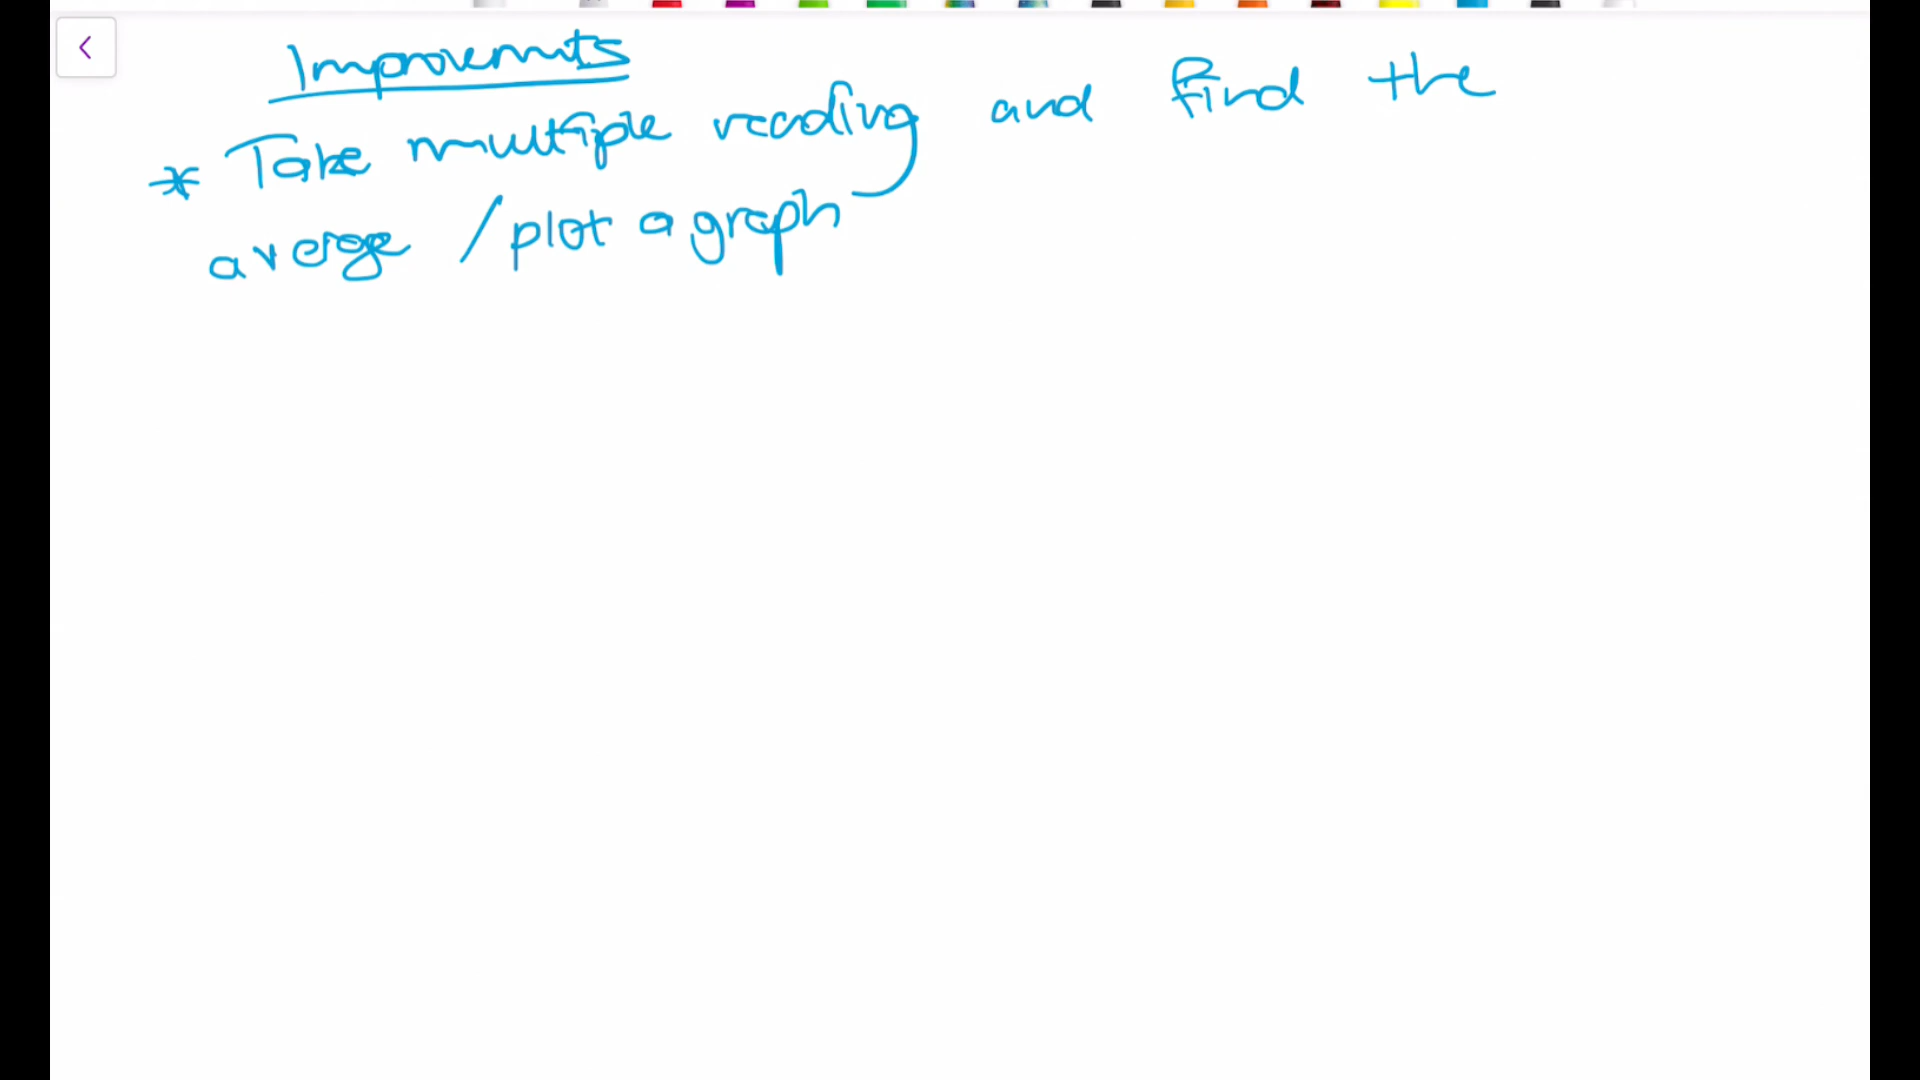 Improvements
* Take multiple reading and find the
average / plot a graph